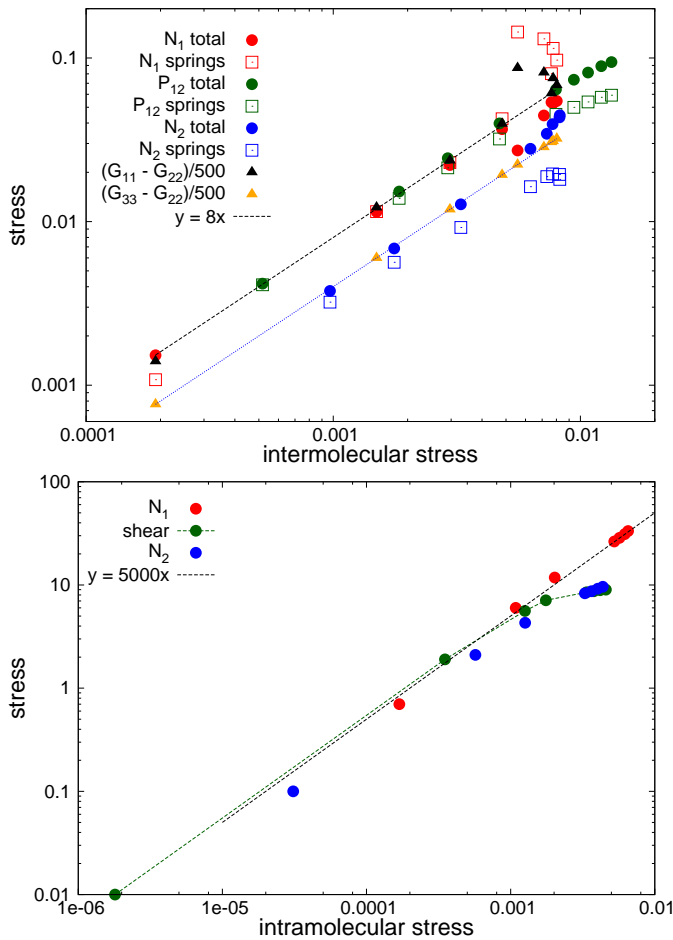 0.1
0.01
0.001
0.0001
0.001
0.01
stress
intermolecular stress
N₁ total
N₁ springs
P₁₂ total
P₁₂ springs
N₂ total
N₂ springs
(G₁₁ - G₂₂)/500
(G₃₃ - G₂₂)/500
y = 8x
100
10
1
0.1
0.01
1e-06
1e-05
0.0001
0.001
0.01
stress
intramolecular stress
N₁
shear
N₂
y = 5000x